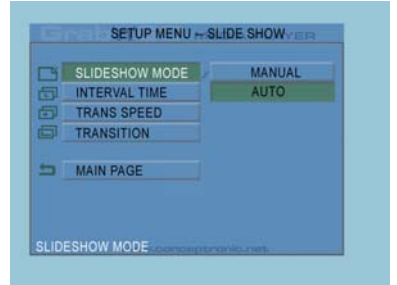 SETUP MENU -- SLIDE SHOW
SLIDESHOW MODE
MANUAL
INTERVAL TIME
AUTO
TRANS SPEED
TRANSITION
MAIN PAGE
SLIDESHOW MODE